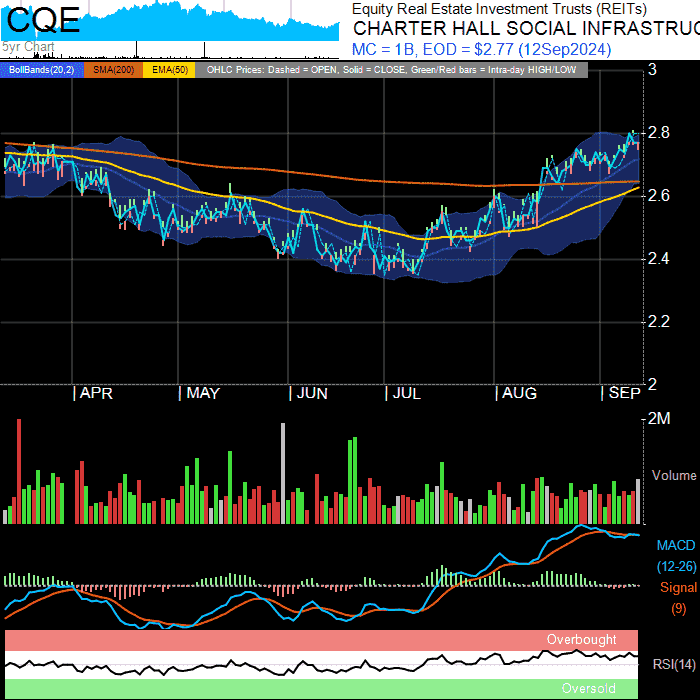 CQE
5yr Chart
Equity Real Estate Investment Trusts (REITs)
CHARTER HALL SOCIAL INFRASTRUC
MC = 1B, EOD = $2.77 (12Sep2024)
BollBands(20,2) SMA(200) EMA(50) OHLC Prices: Dashed = OPEN, Solid = CLOSE, Green/Red bars = Intra-day HIGH/LOW
3
2.8
2.6
2.4
2.2
2
APR MAY JUN JUL AUG SEP
2M
Volume
MACD
(12-26)
Signal
(9)
Overbought
RSI(14)
Oversold